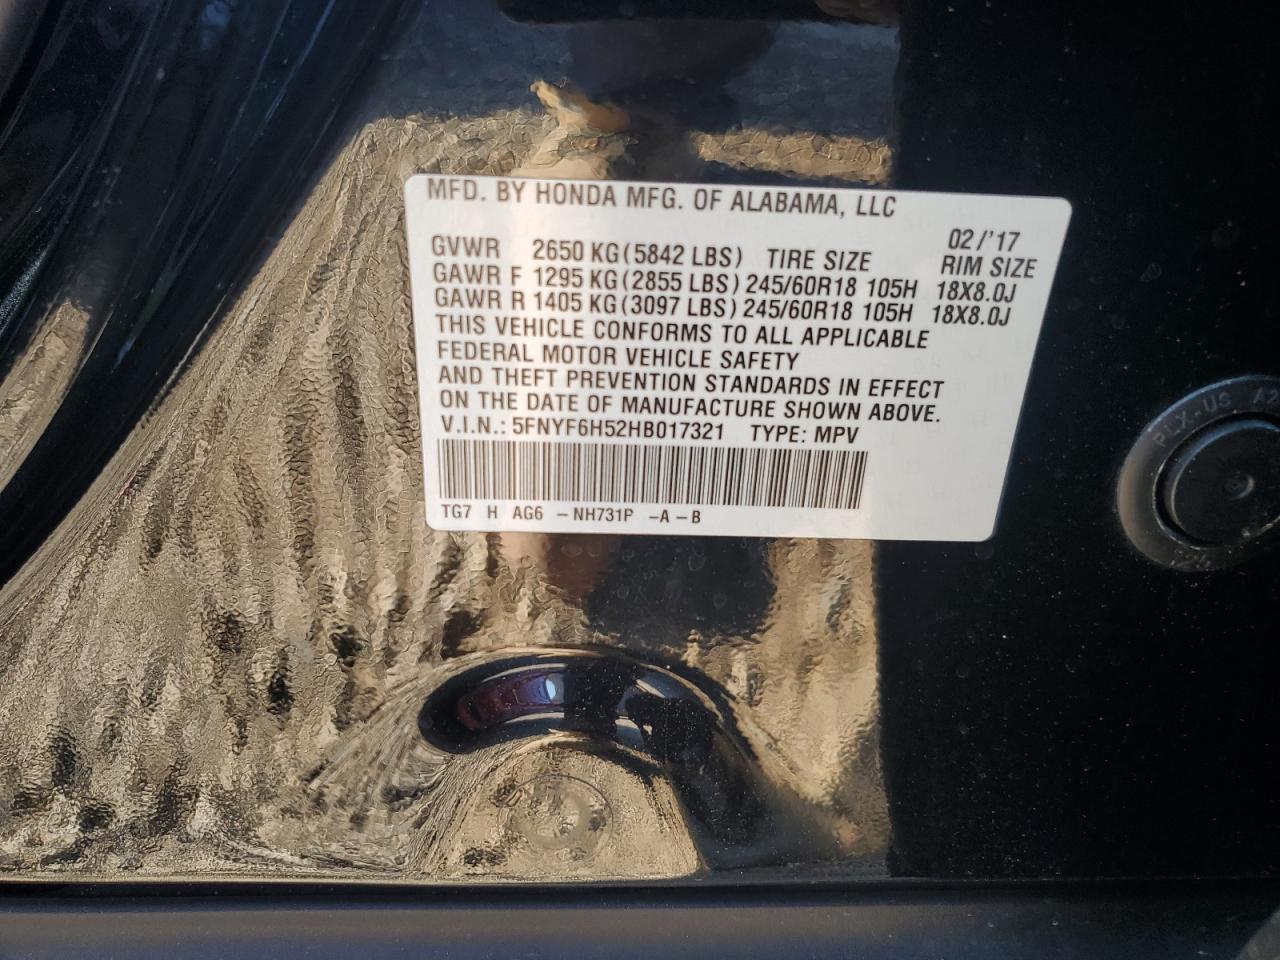 MFD. BY HONDA MFG. OF ALABAMA, LLC
02/'17
GVWR 2650 KG(5842 LBS) TIRE SIZE RIM SIZE
GAWR F 1295 KG(2855 LBS) 245/60R18 105H 18X8.0J
GAWR R 1405 KG(3097 LBS) 245/60R18 105H 18X8.0J
THIS VEHICLE CONFORMS TO ALL APPLICABLE
FEDERAL MOTOR VEHICLE SAFETY
AND THEFT PREVENTION STANDARDS IN EFFECT
ON THE DATE OF MANUFACTURE SHOWN ABOVE.
V.I.N.: 5FNYF6H52HB017321 TYPE: MPV
TG7 H AG6 -NH731P -A-B
PLX-US